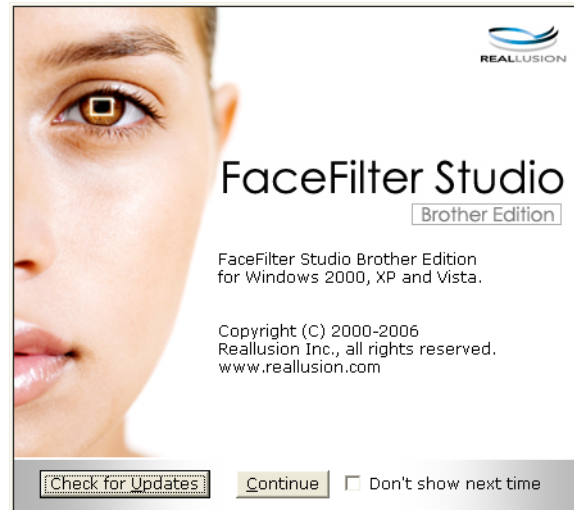 REALLUSION
FaceFilter Studio
Brother Edition
FaceFilter Studio Brother Edition
for Windows 2000, XP and Vista.
Copyright (C) 2000-2006
Reallusion Inc., all rights reserved.
www.reallusion.com
Check for Updates
Continue
Don't show next time